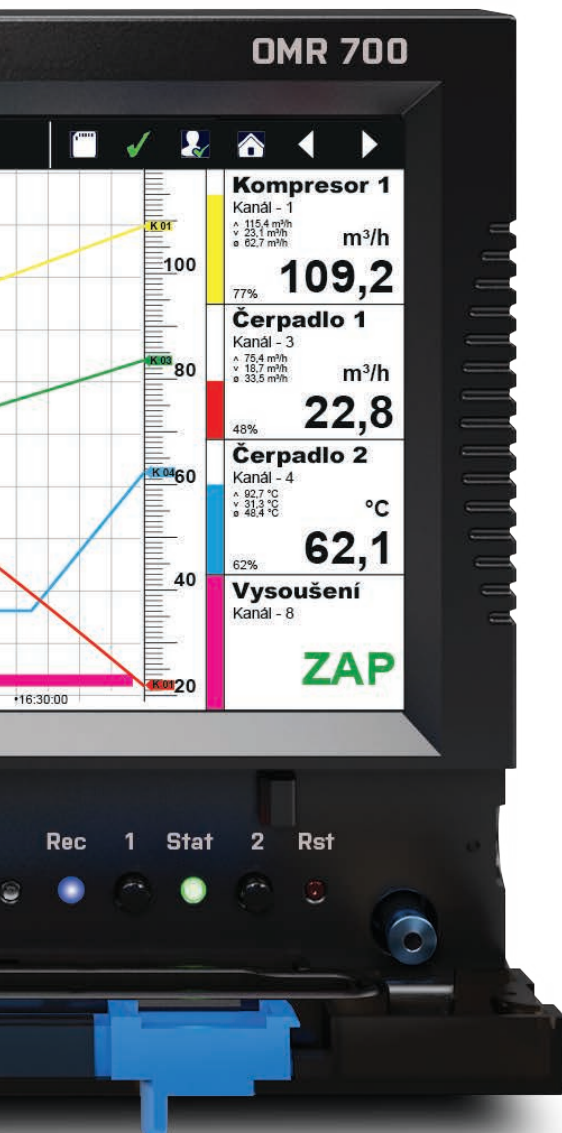 OMR 700
Kompresor 1
Kanál - 1
^ 115,4 m³/h
v 23,1 m³/h
ø 62,7 m³/h
m³/h
109,2
77%
Čerpadlo 1
Kanál - 3
^ 75,4 m³/h
v 18,7 m³/h
ø 33,5 m³/h
m³/h
22,8
48%
Čerpadlo 2
Kanál - 4
^ 92,7 °C
v 31,3 °C
ø 48,4 °C
°C
62,1
62%
Vysoušení
Kanál - 8
ZAP
K 01
100
K 03
80
K 04
60
40
K 01
20
16:30:00
Rec 1 Stat 2 Rst